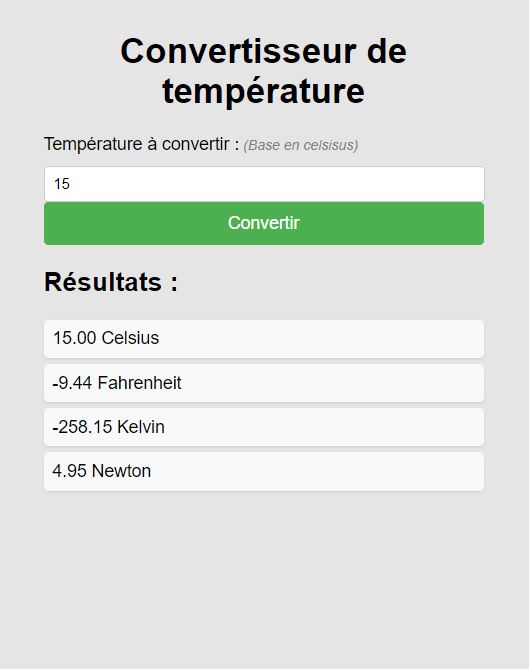 Convertisseur de
température
Température à convertir : (Base en celsisus)
15
Convertir
Résultats :
15.00 Celsius
-9.44 Fahrenheit
-258.15 Kelvin
4.95 Newton